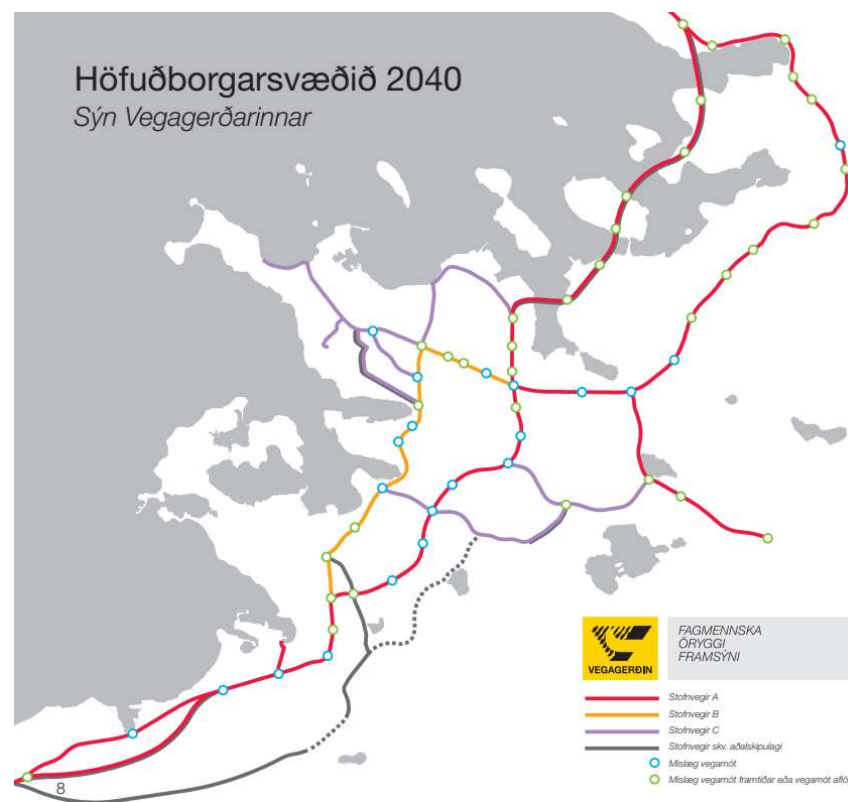 Höfuðborgarsvæðið 2040
Sýn Vegagerðarinnar
FAGMENNSKA
ÖRYGGI
FRAMSÝNI
VEGAGERÐIN
Stofnvegir A
Stofnvegir B
Stofnvegir C
Stofnvegir skv. aðalskipulagi
Mislæg vegamót
Mislæg vegamót framtíðar eða vegamót aflö
8